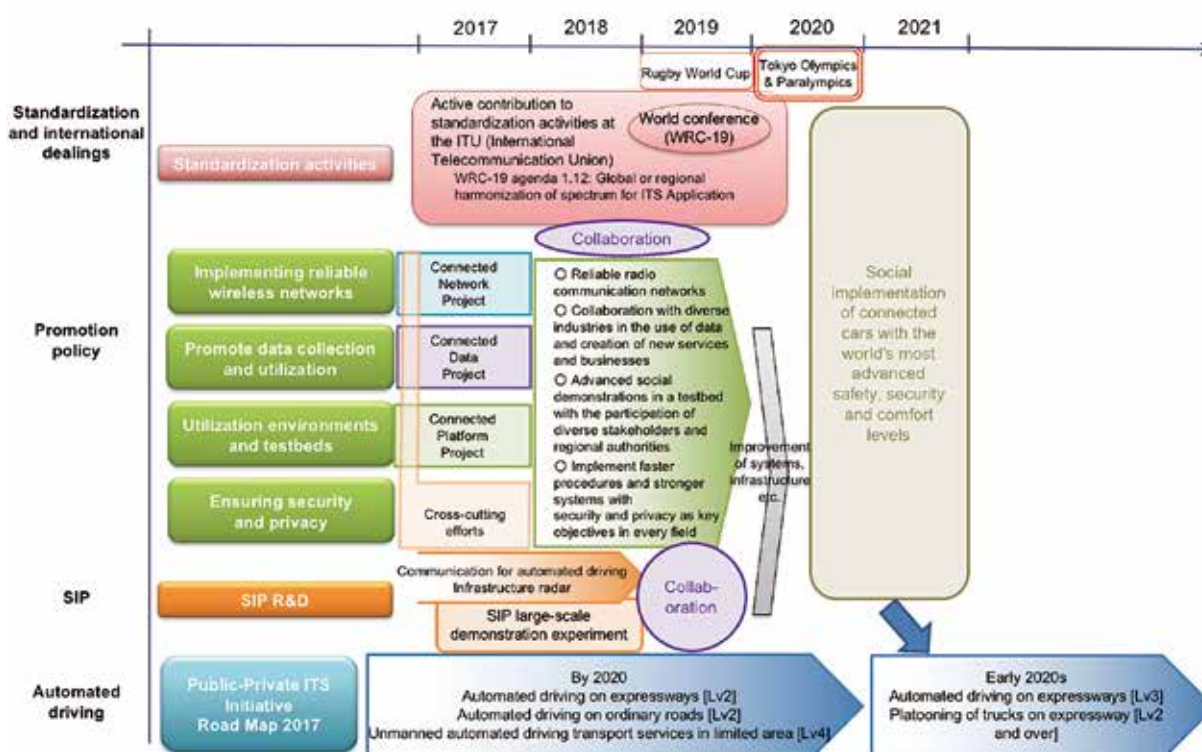 2017
2018
2019
2020
2021
Rugby World Cup
Tokyo Olympics
& Paralympics
Standardization
and international
dealings
Standardization activities
Active contribution to
standardization activities at
the ITU (International
Telecommunication Union)
WRC-19 agenda 1.12: Global or regional
harmonization of spectrum for ITS Application
World conference
(WRC-19)
Collaboration
Promotion
policy
Implementing reliable
wireless networks
Promote data collection
and utilization
Utilization environments
and testbeds
Ensuring security
and privacy
Connected
Network
Project
Connected
Data
Project
Connected
Platform
Project
Cross-cutting
efforts
○ Reliable radio
communication networks
○ Collaboration with diverse
industries in the use of data
and creation of new services
and businesses
○ Advanced social
demonstrations in a testbed
with the participation of
diverse stakeholders and
regional authorities
○ Implement faster
procedures and stronger
systems with
security and privacy as key
objectives in every field
Improvement
of systems,
infrastructure
etc.
Social
implementation
of connected
cars with the
world's most
advanced
safety, security
and comfort
levels
SIP
SIP R&D
Communication for automated driving
Infrastructure radar
SIP large-scale
demonstration experiment
Collab-
oration
Automated
driving
Public-Private ITS
Initiative
Road Map 2017
By 2020
Automated driving on expressways [Lv2]
Automated driving on ordinary roads [Lv2]
Unmanned automated driving transport services in limited area [Lv4]
Early 2020s
Automated driving on expressways [Lv3]
Platooning of trucks on expressway [Lv2
and over]